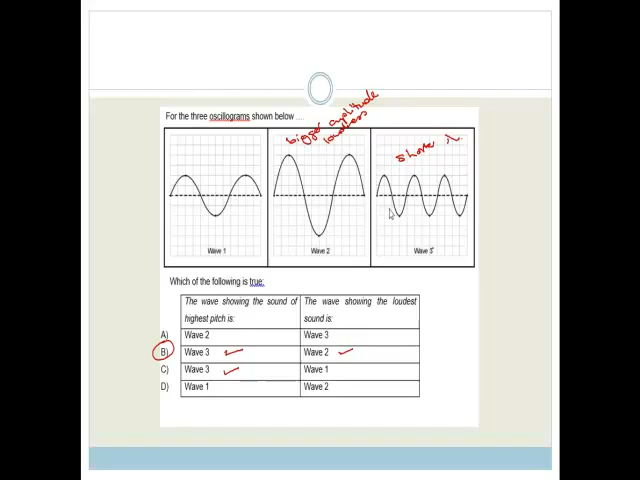 For the three oscillograms shown below ....
bigger amplitude
loudness
short λ
Wave 1
Wave 2
Wave 3
Which of the following is true:
The wave showing the sound of highest pitch is:
The wave showing the loudest sound is:
A) Wave 2 Wave 3
B) Wave 3 Wave 2
C) Wave 3 Wave 1
D) Wave 1 Wave 2